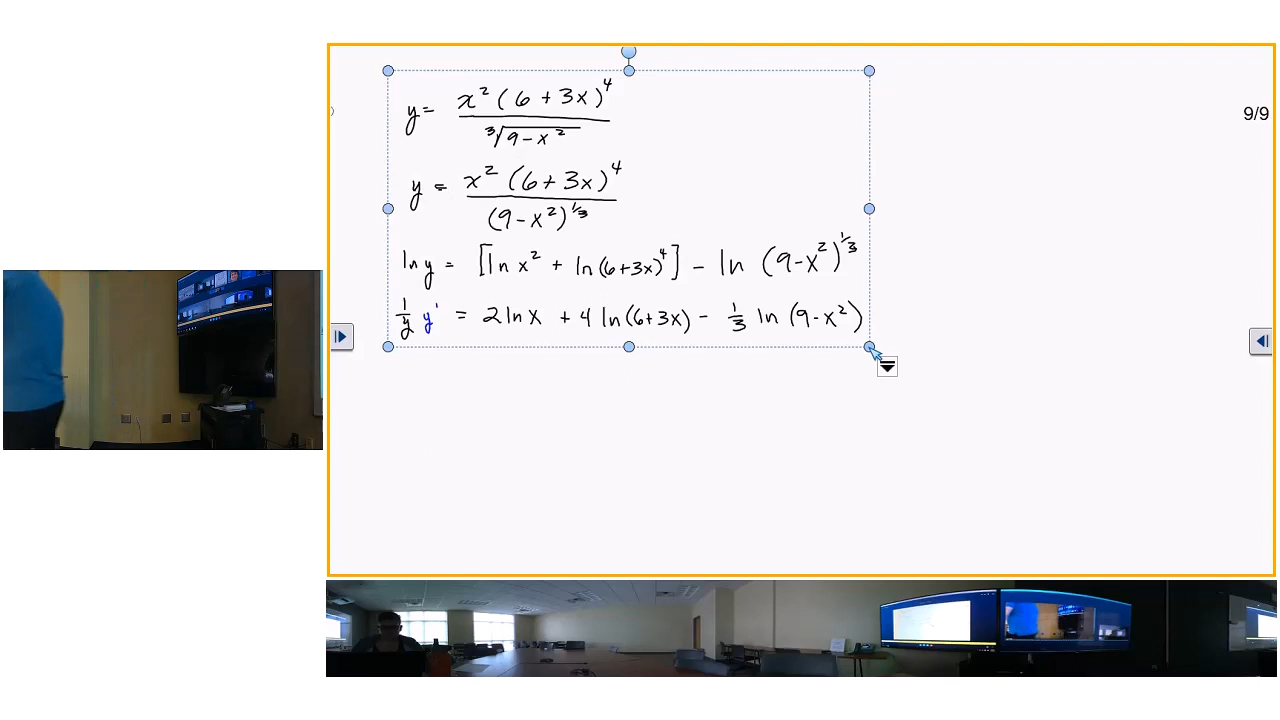 y = x² (6 + 3x)⁴ / ³√(9 - x²)
9/9
y = x² (6 + 3x)⁴ / (9 - x²)^(1/3)
ln y = [ln x² + ln (6 + 3x)⁴] - ln (9 - x²)^(1/3)
1/y y' = 2 ln x + 4 ln (6 + 3x) - 1/3 ln (9 - x²)